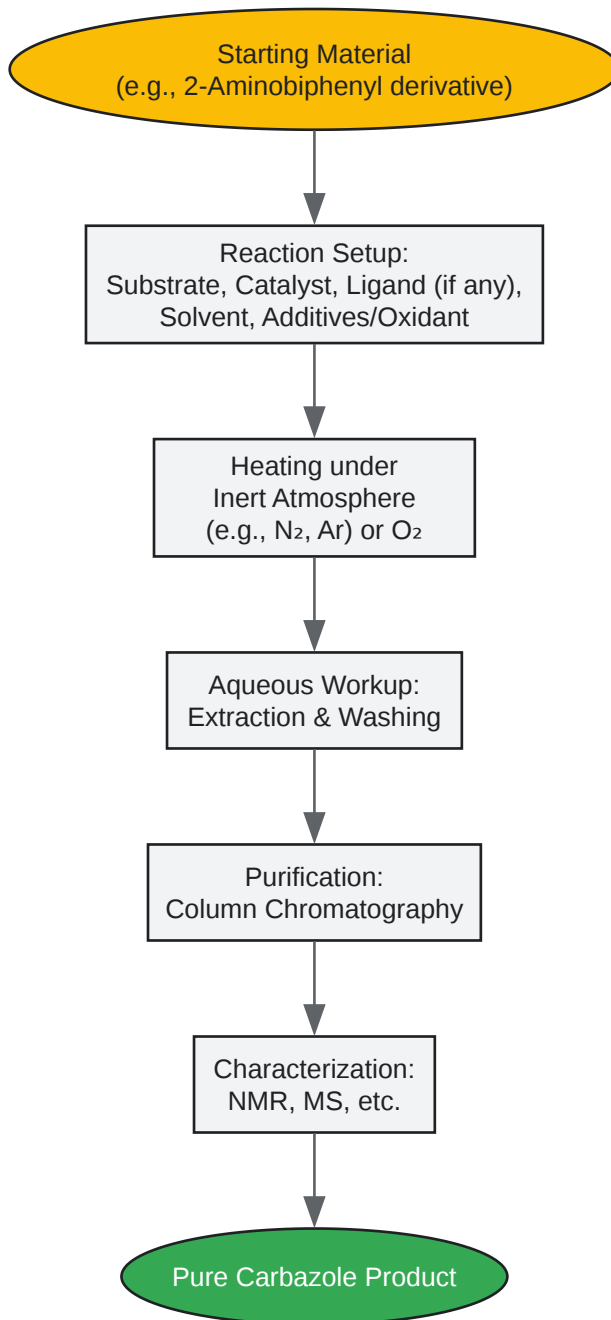 Starting Material
(e.g., 2-Aminobiphenyl derivative)
Reaction Setup:
Substrate, Catalyst, Ligand (if any),
Solvent, Additives/Oxidant
Heating under
Inert Atmosphere
(e.g., N₂, Ar) or O₂
Aqueous Workup:
Extraction & Washing
Purification:
Column Chromatography
Characterization:
NMR, MS, etc.
Pure Carbazole Product